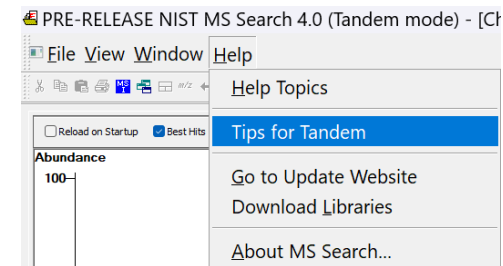 PRE-RELEASE NIST MS Search 4.0 (Tandem mode) - [Ch
File View Window Help
MS
m/z
Help Topics
Reload on Startup Best Hits
Tips for Tandem
Abundance
100
Go to Update Website
Download Libraries
About MS Search...